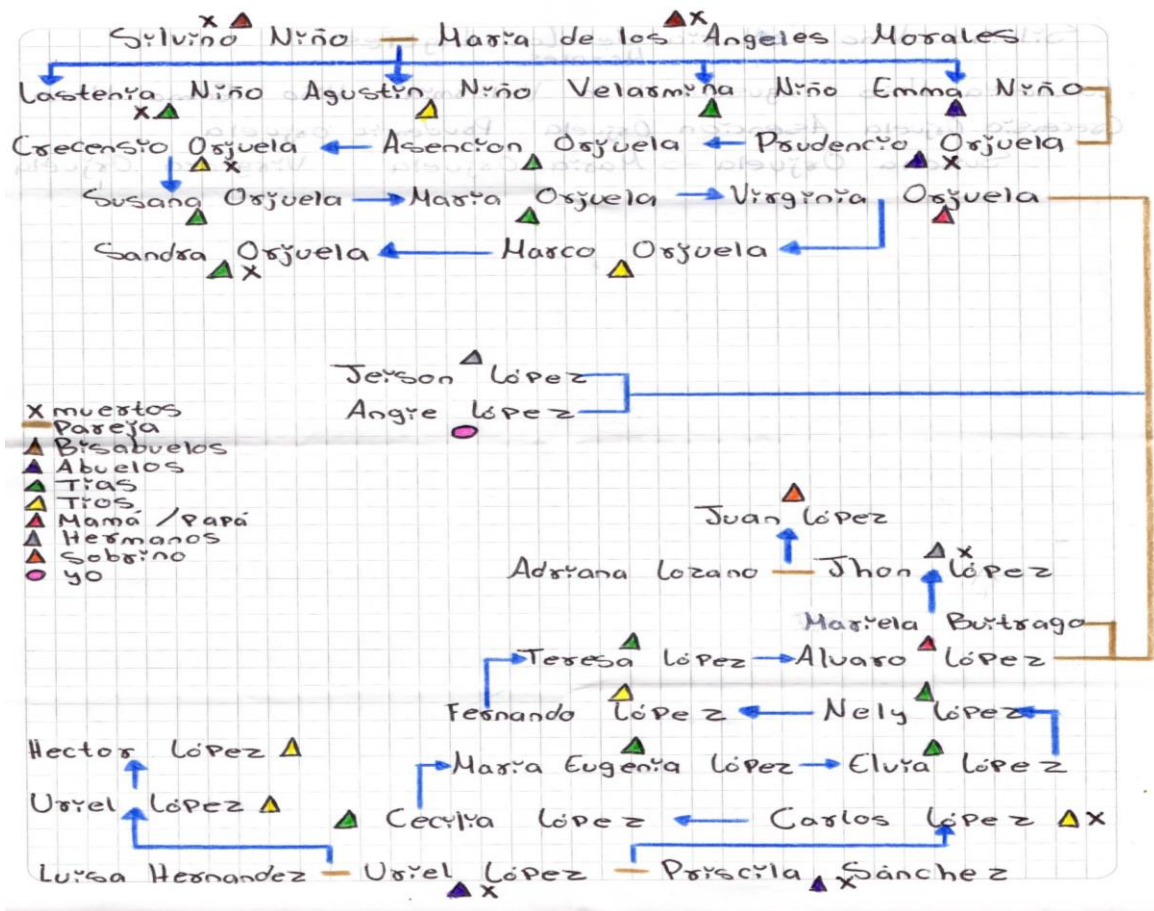 Silvino Niño — Maria de los Angeles Morales
Lastenia Niño Agustin Niño Velarmina Niño Emma Niño
Crecensio Orjuela Asencion Orjuela Prudencio Orjuela
Susana Orjuela Maria Orjuela Virginia Orjuela
Sandra Orjuela Marco Orjuela
Jeison López
Angie López
X muertos
Pareja
Bisabuelos
Abuelos
Tias
Tios
Mamá / Papá
Hermanos
Sobrino
yo
Juan López
Adriana Lozano — Jhon López
Mariela Buitrago
Teresa López Alvaro López
Fernando López Nely López
Hector López
Maria Eugenia López Elvia López
Uriel López
Cecilia López Carlos López
Luisa Hernandez — Uriel López — Priscila Sánchez